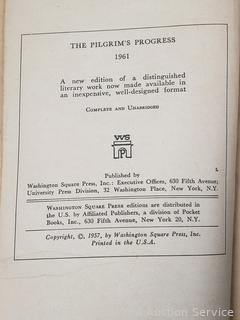 THE PILGRIM'S PROGRESS
1961
A new edition of a distinguished
literary work now made available in
an inexpensive, well-designed format
COMPLETE AND UNABRIDGED
WS
P
Published by
Washington Square Press, Inc.: Executive Offices, 630 Fifth Avenue;
University Press Division, 32 Washington Place, New York, N.Y.
WASHINGTON SQUARE PRESS editions are distributed in
the U.S. by Affiliated Publishers, a division of Pocket
Books, Inc., 630 Fifth Avenue, New York 20, N.Y.
Copyright, ©, 1957, by Washington Square Press, Inc.
Printed in the U.S.A.
Auction Service